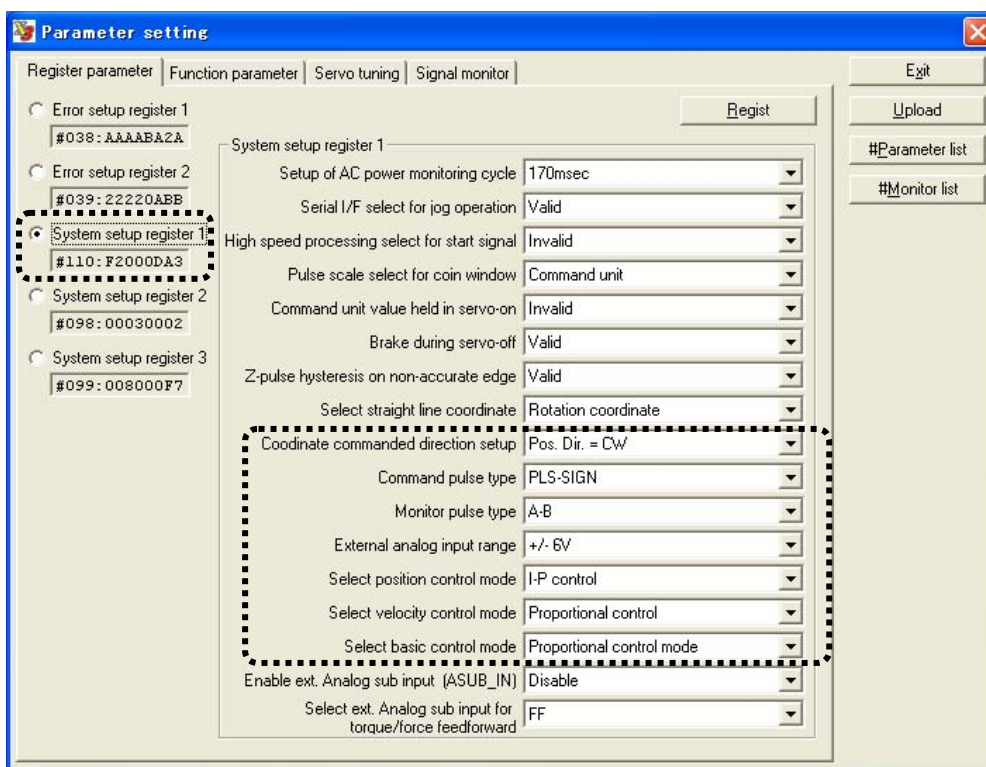 Parameter setting
Register parameter Function parameter Servo tuning Signal monitor
Exit
Upload
#Parameter list
#Monitor list
Regist
Error setup register 1
#038:AAAABA2A
Error setup register 2
#039:22220ABB
System setup register 1
#110:F2000DA3
System setup register 2
#098:00030002
System setup register 3
#099:008000F7
System setup register 1
Setup of AC power monitoring cycle 170msec
Serial I/F select for jog operation Valid
High speed processing select for start signal Invalid
Pulse scale select for coin window Command unit
Command unit value held in servo-on Invalid
Brake during servo-off Valid
Z-pulse hysteresis on non-accurate edge Valid
Select straight line coordinate Rotation coordinate
Coodinate commanded direction setup Pos. Dir. = CW
Command pulse type PLS-SIGN
Monitor pulse type A-B
External analog input range +/- 6V
Select position control mode I-P control
Select velocity control mode Proportional control
Select basic control mode Proportional control mode
Enable ext. Analog sub input (ASUB_IN) Disable
Select ext. Analog sub input for
torque/force feedforward FF